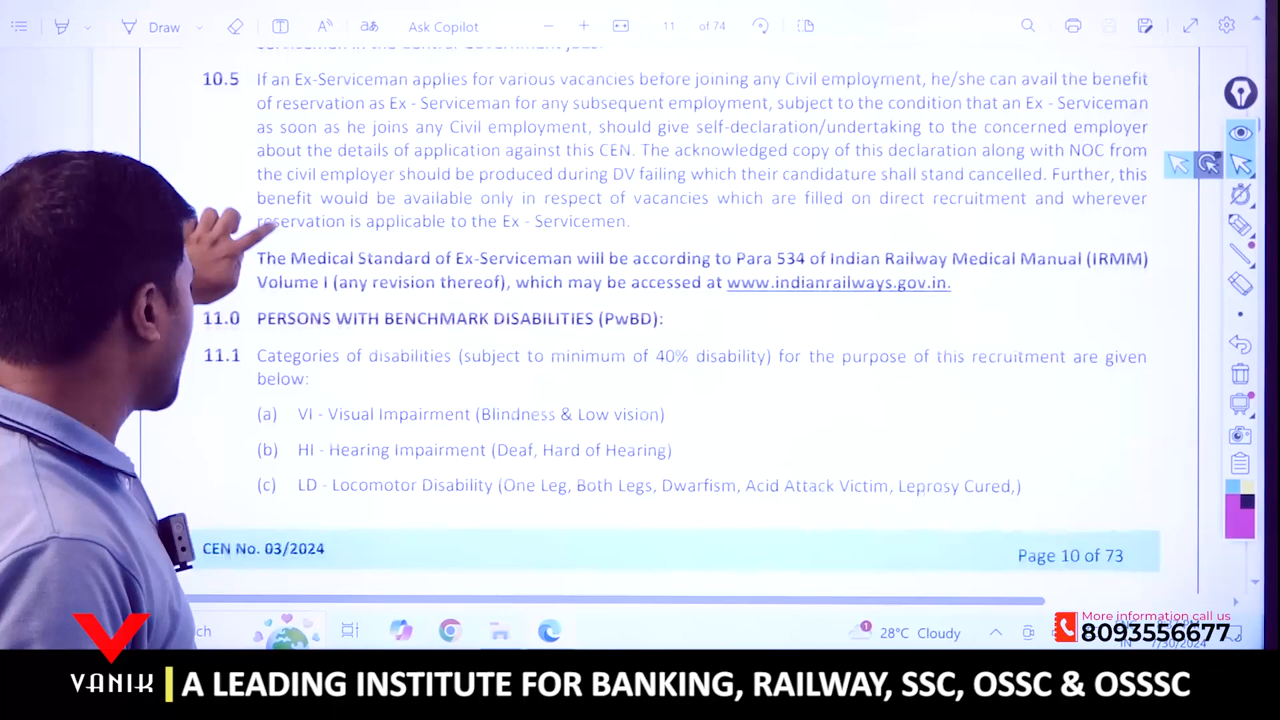 Draw
Ask Copilot
11 of 74
10.5 If an Ex-Serviceman applies for various vacancies before joining any Civil employment, he/she can avail the benefit
of reservation as Ex - Serviceman for any subsequent employment, subject to the condition that an Ex - Serviceman
as soon as he joins any Civil employment, should give self-declaration/undertaking to the concerned employer
about the details of application against this CEN. The acknowledged copy of this declaration along with NOC from
the civil employer should be produced during DV failing which their candidature shall stand cancelled. Further, this
benefit would be available only in respect of vacancies which are filled on direct recruitment and wherever
reservation is applicable to the Ex - Servicemen.
The Medical Standard of Ex-Serviceman will be according to Para 534 of Indian Railway Medical Manual (IRMM)
Volume I (any revision thereof), which may be accessed at www.indianrailways.gov.in.
11.0 PERSONS WITH BENCHMARK DISABILITIES (PwBD):
11.1 Categories of disabilities (subject to minimum of 40% disability) for the purpose of this recruitment are given
below:
(a) VI - Visual Impairment (Blindness & Low vision)
(b) HI - Hearing Impairment (Deaf, Hard of Hearing)
(c) LD - Locomotor Disability (One Leg, Both Legs, Dwarfism, Acid Attack Victim, Leprosy Cured,)
CEN No. 03/2024
Page 10 of 73
28°C Cloudy
7/30/2024
More information call us
8093556677
VANIK
A LEADING INSTITUTE FOR BANKING, RAILWAY, SSC, OSSC & OSSSC